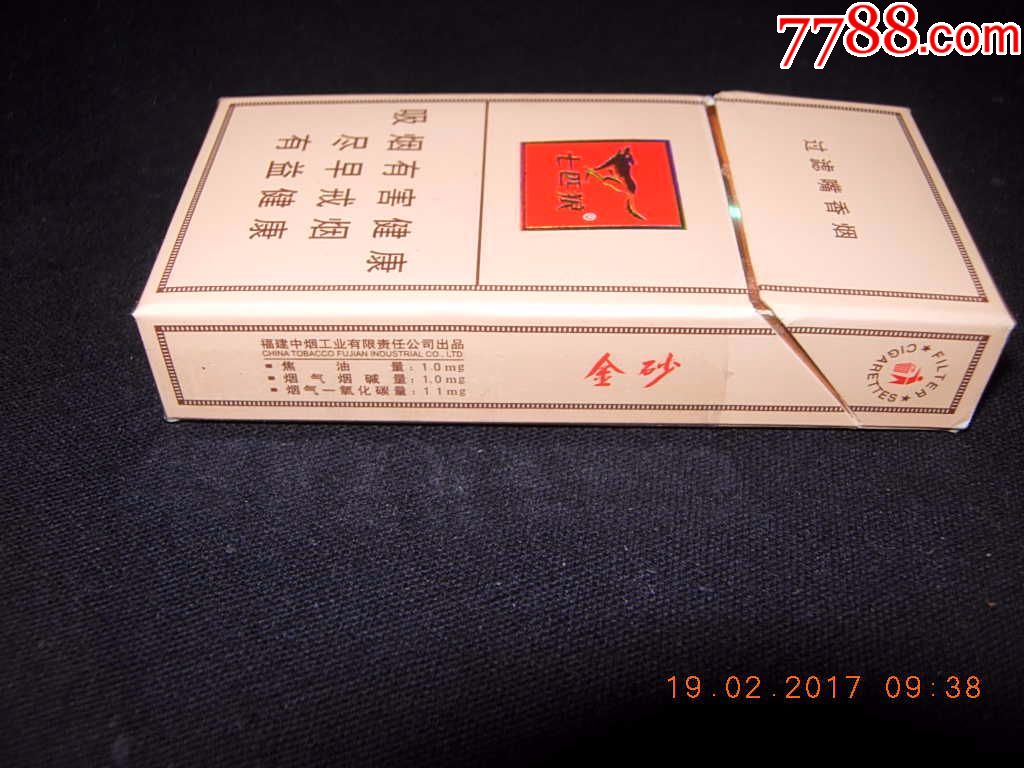 7788.com
吸烟有害健康
尽早戒烟
有益健康
七匹狼®
过滤嘴香烟
福建中烟工业有限责任公司出品
CHINA TOBACCO FUJIAN INDUSTRIAL CO., LTD
■ 焦油量:1.0mg
■ 烟气烟碱量:1.0mg
■ 烟气一氧化碳量:11mg
金砂
★ FILTER ★ CIGARETTES
19.02.2017 09:38